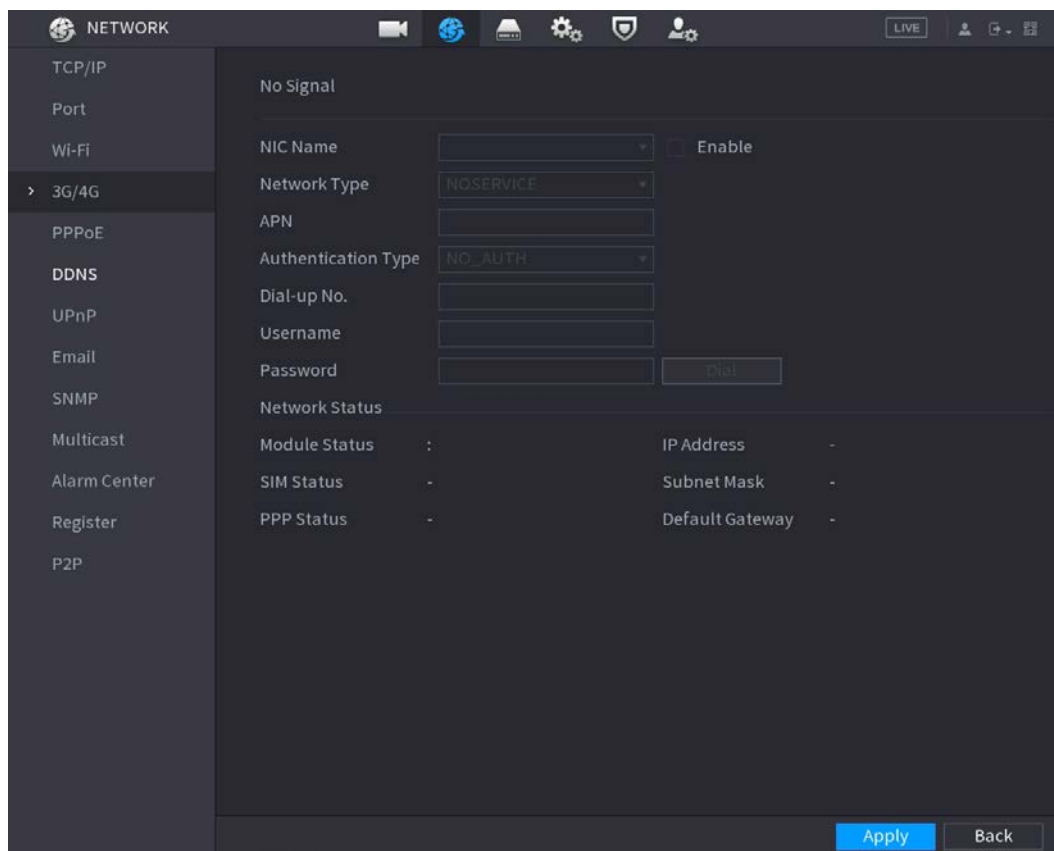 NETWORK
LIVE
TCP/IP
Port
Wi-Fi
3G/4G
PPPoE
DDNS
UPnP
Email
SNMP
Multicast
Alarm Center
Register
P2P
No Signal
NIC Name
Enable
Network Type NOSERVICE
APN
Authentication Type NO_AUTH
Dial-up No.
Username
Password Dial
Network Status
Module Status : IP Address -
SIM Status - Subnet Mask -
PPP Status - Default Gateway -
Apply Back